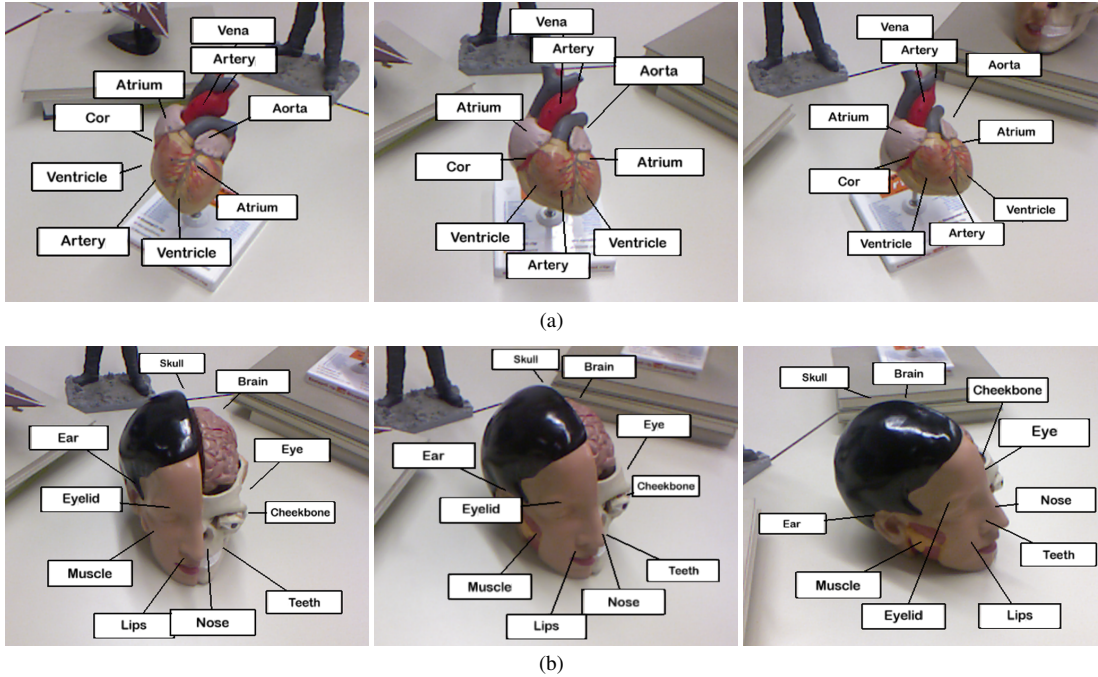 Vena
Artery
Atrium
Aorta
Cor
Ventricle
Atrium
Artery
Ventricle
Vena
Artery
Aorta
Atrium
Cor
Atrium
Ventricle
Ventricle
Artery
Vena
Artery
Aorta
Atrium
Atrium
Cor
Ventricle
Artery
Ventricle
(a)
Skull
Brain
Ear
Eye
Eyelid
Cheekbone
Muscle
Teeth
Lips
Nose
Skull
Brain
Eye
Ear
Cheekbone
Eyelid
Teeth
Muscle
Nose
Lips
Brain
Skull
Cheekbone
Eye
Nose
Ear
Teeth
Muscle
Eyelid
Lips
(b)